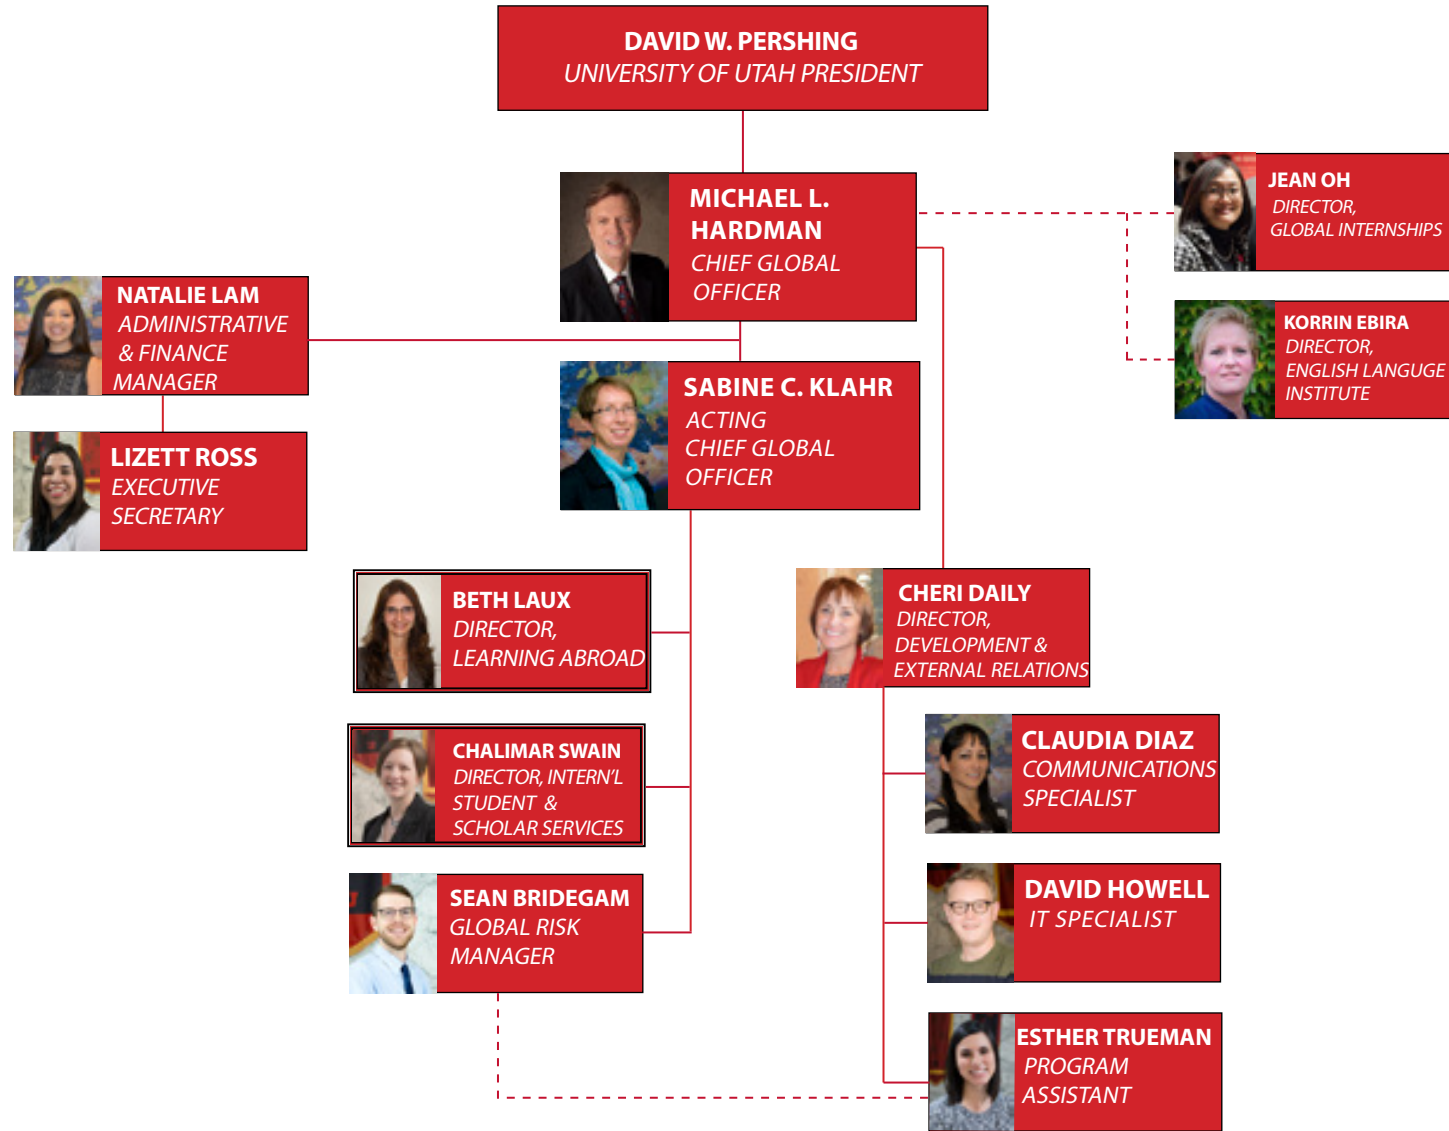 DAVID W. PERSHING
UNIVERSITY OF UTAH PRESIDENT
MICHAEL L.
HARDMAN
CHIEF GLOBAL
OFFICER
JEAN OH
DIRECTOR,
GLOBAL INTERNSHIPS
KORRIN EBIRA
DIRECTOR,
ENGLISH LANGUGE
INSTITUTE
NATALIE LAM
ADMINISTRATIVE
& FINANCE
MANAGER
LIZETT ROSS
EXECUTIVE
SECRETARY
SABINE C. KLAHR
ACTING
CHIEF GLOBAL
OFFICER
BETH LAUX
DIRECTOR,
LEARNING ABROAD
CHALIMAR SWAIN
DIRECTOR, INTERN'L
STUDENT &
SCHOLAR SERVICES
SEAN BRIDEGAM
GLOBAL RISK
MANAGER
CHERI DAILY
DIRECTOR,
DEVELOPMENT &
EXTERNAL RELATIONS
CLAUDIA DIAZ
COMMUNICATIONS
SPECIALIST
DAVID HOWELL
IT SPECIALIST
ESTHER TRUEMAN
PROGRAM
ASSISTANT